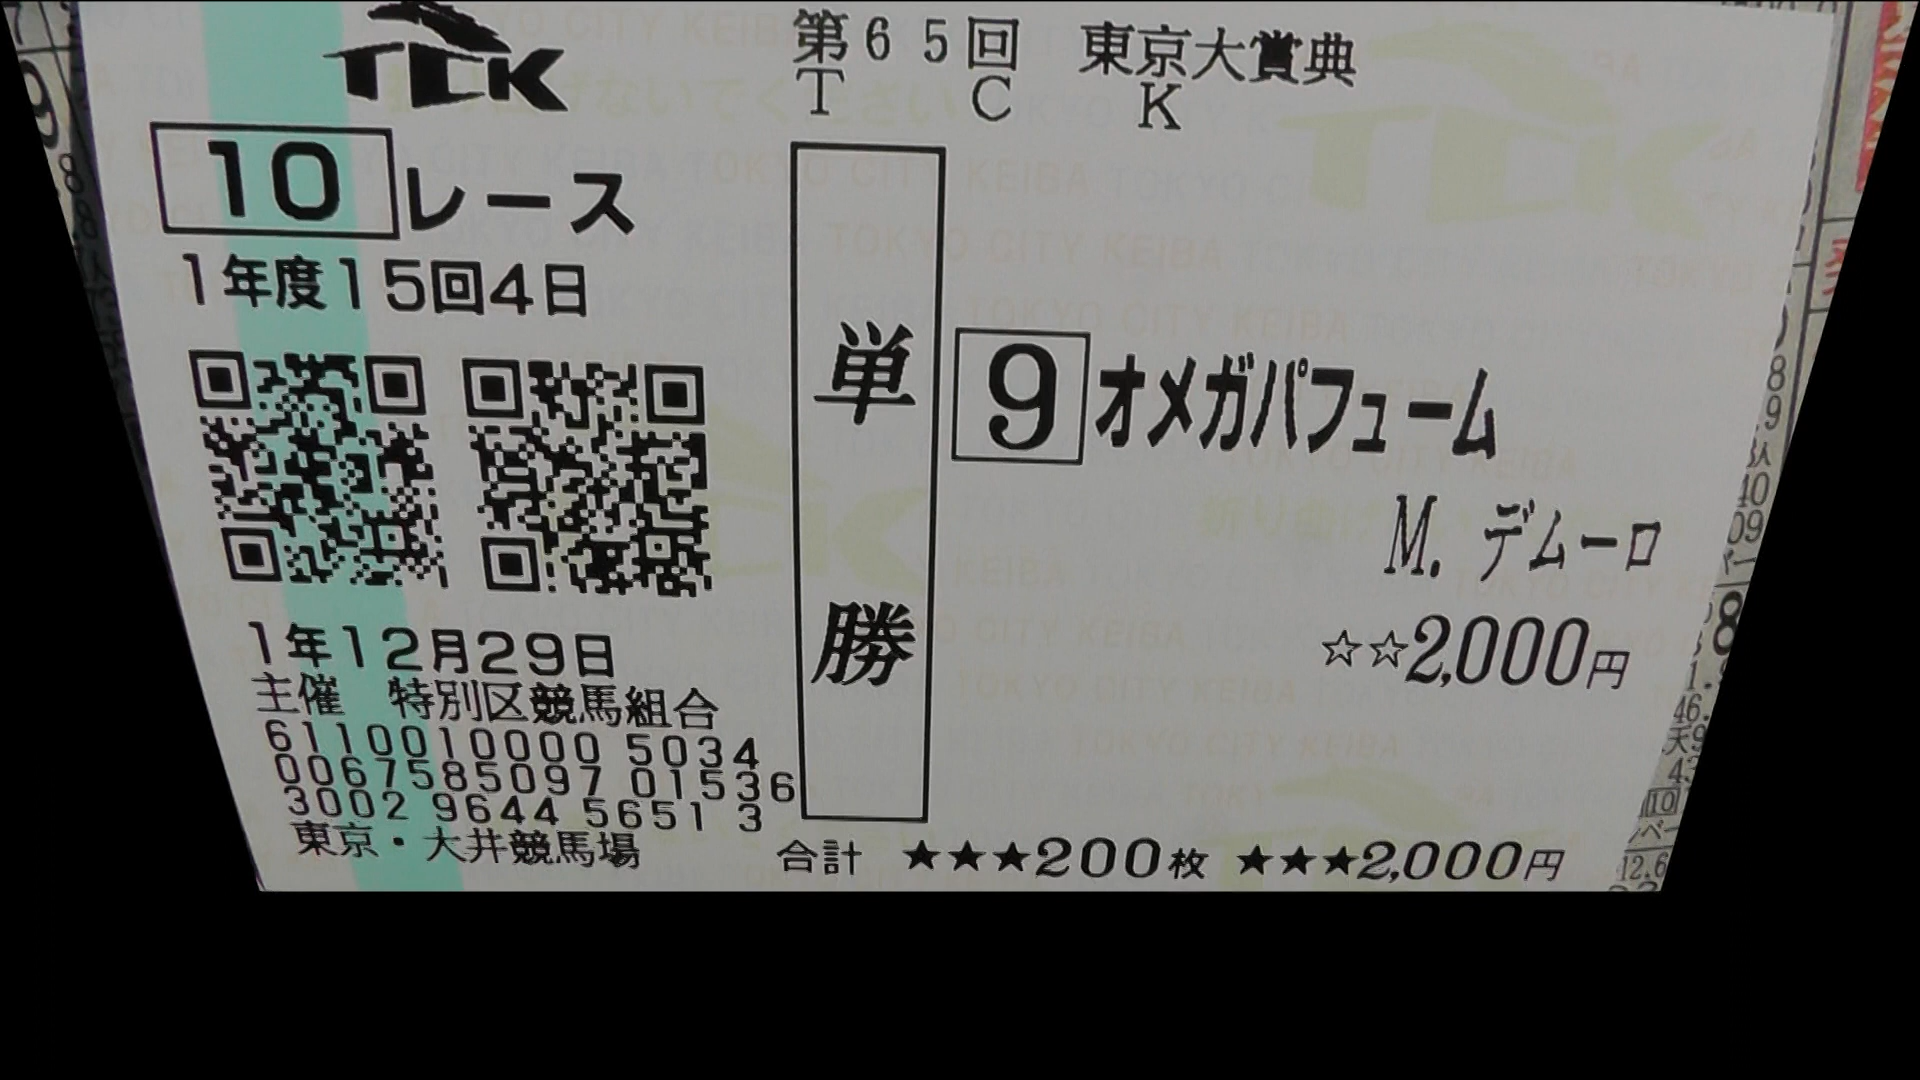 TCK
第65回 東京大賞典
T C K
10レース
1年度15回4日
単勝
9 オメガパフューム
M. デムーロ
☆☆2,000円
1年12月29日
主催 特別区競馬組合
6110010000 5034
0067585097 01536
3002 9644 5651 3
東京・大井競馬場
合計 ★★★200枚 ★★★2,000円